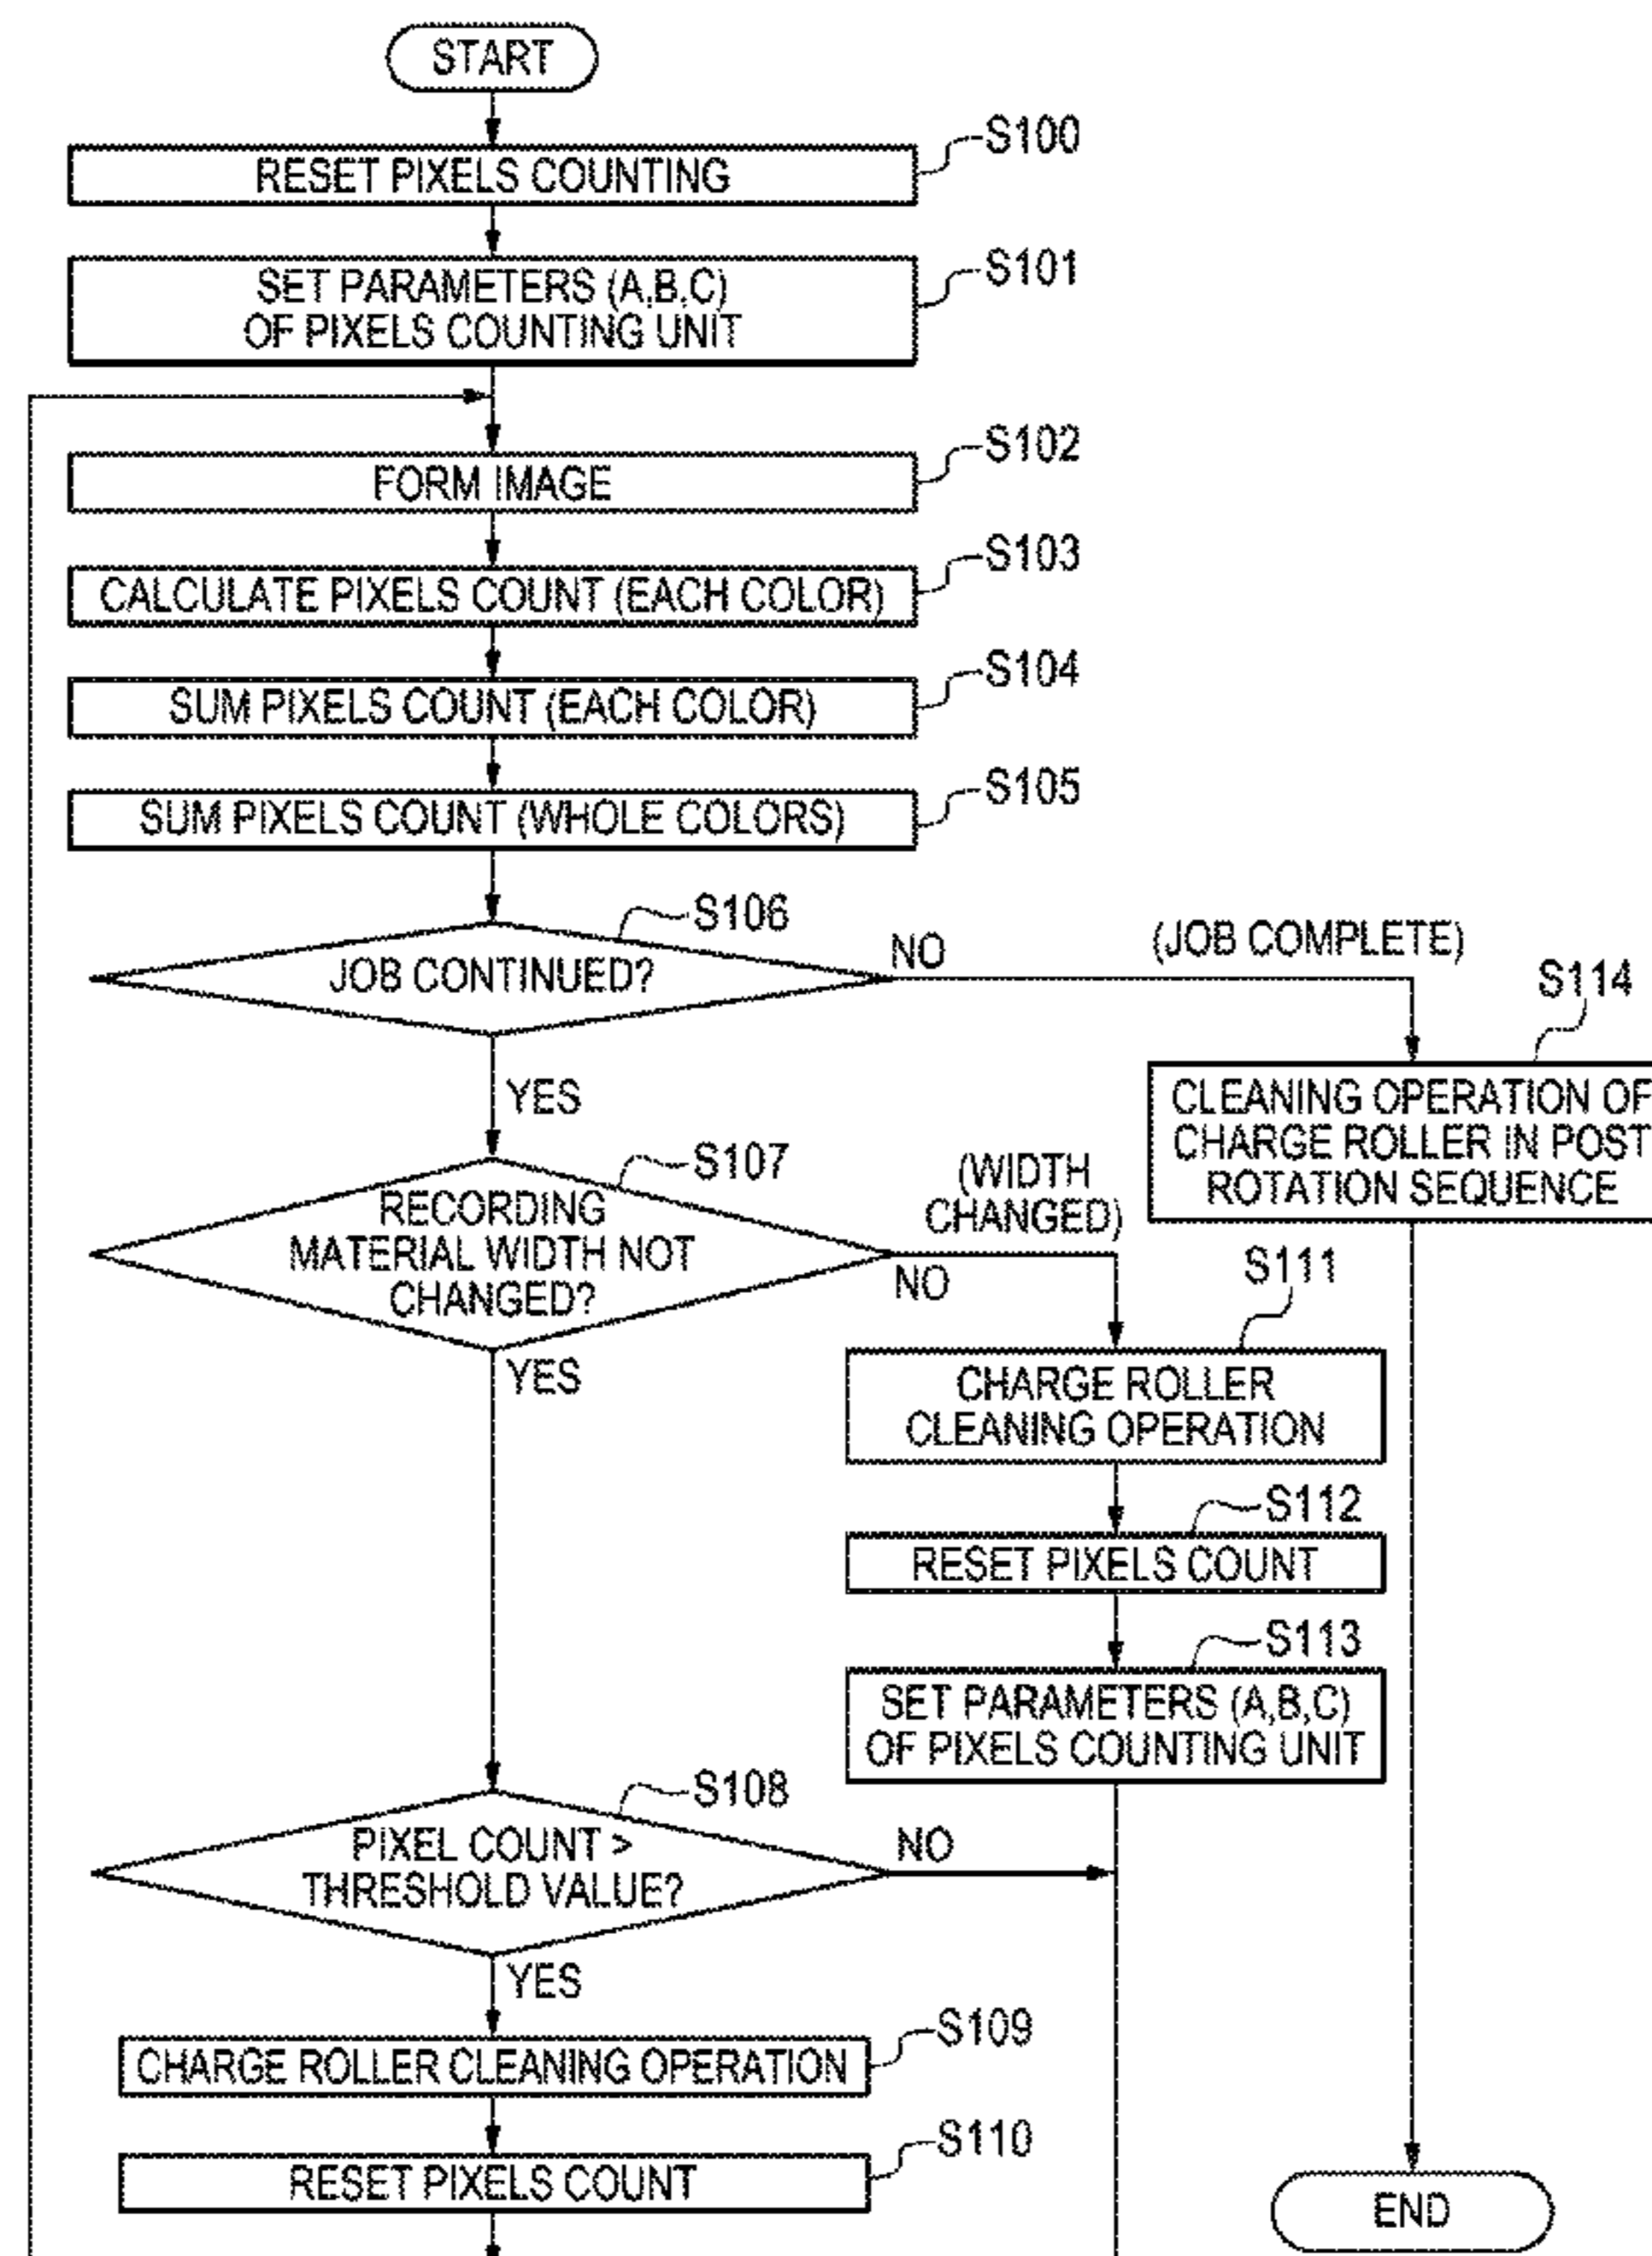 START
S100
RESET PIXELS COUNTING
S101
SET PARAMETERS (A,B,C)
OF PIXELS COUNTING UNIT
S102
FORM IMAGE
S103
CALCULATE PIXELS COUNT (EACH COLOR)
S104
SUM PIXELS COUNT (EACH COLOR)
S105
SUM PIXELS COUNT (WHOLE COLORS)
S106
JOB CONTINUED?
NO
(JOB COMPLETE)
S114
CLEANING OPERATION OF
CHARGE ROLLER IN POST
ROTATION SEQUENCE
YES
S107
RECORDING
MATERIAL WIDTH NOT
CHANGED?
(WIDTH
CHANGED)
NO
YES
S111
CHARGE ROLLER
CLEANING OPERATION
S112
RESET PIXELS COUNT
S113
SET PARAMETERS (A,B,C)
OF PIXELS COUNTING UNIT
S108
PIXEL COUNT >
THRESHOLD VALUE?
NO
YES
S109
CHARGE ROLLER CLEANING OPERATION
S110
RESET PIXELS COUNT
END